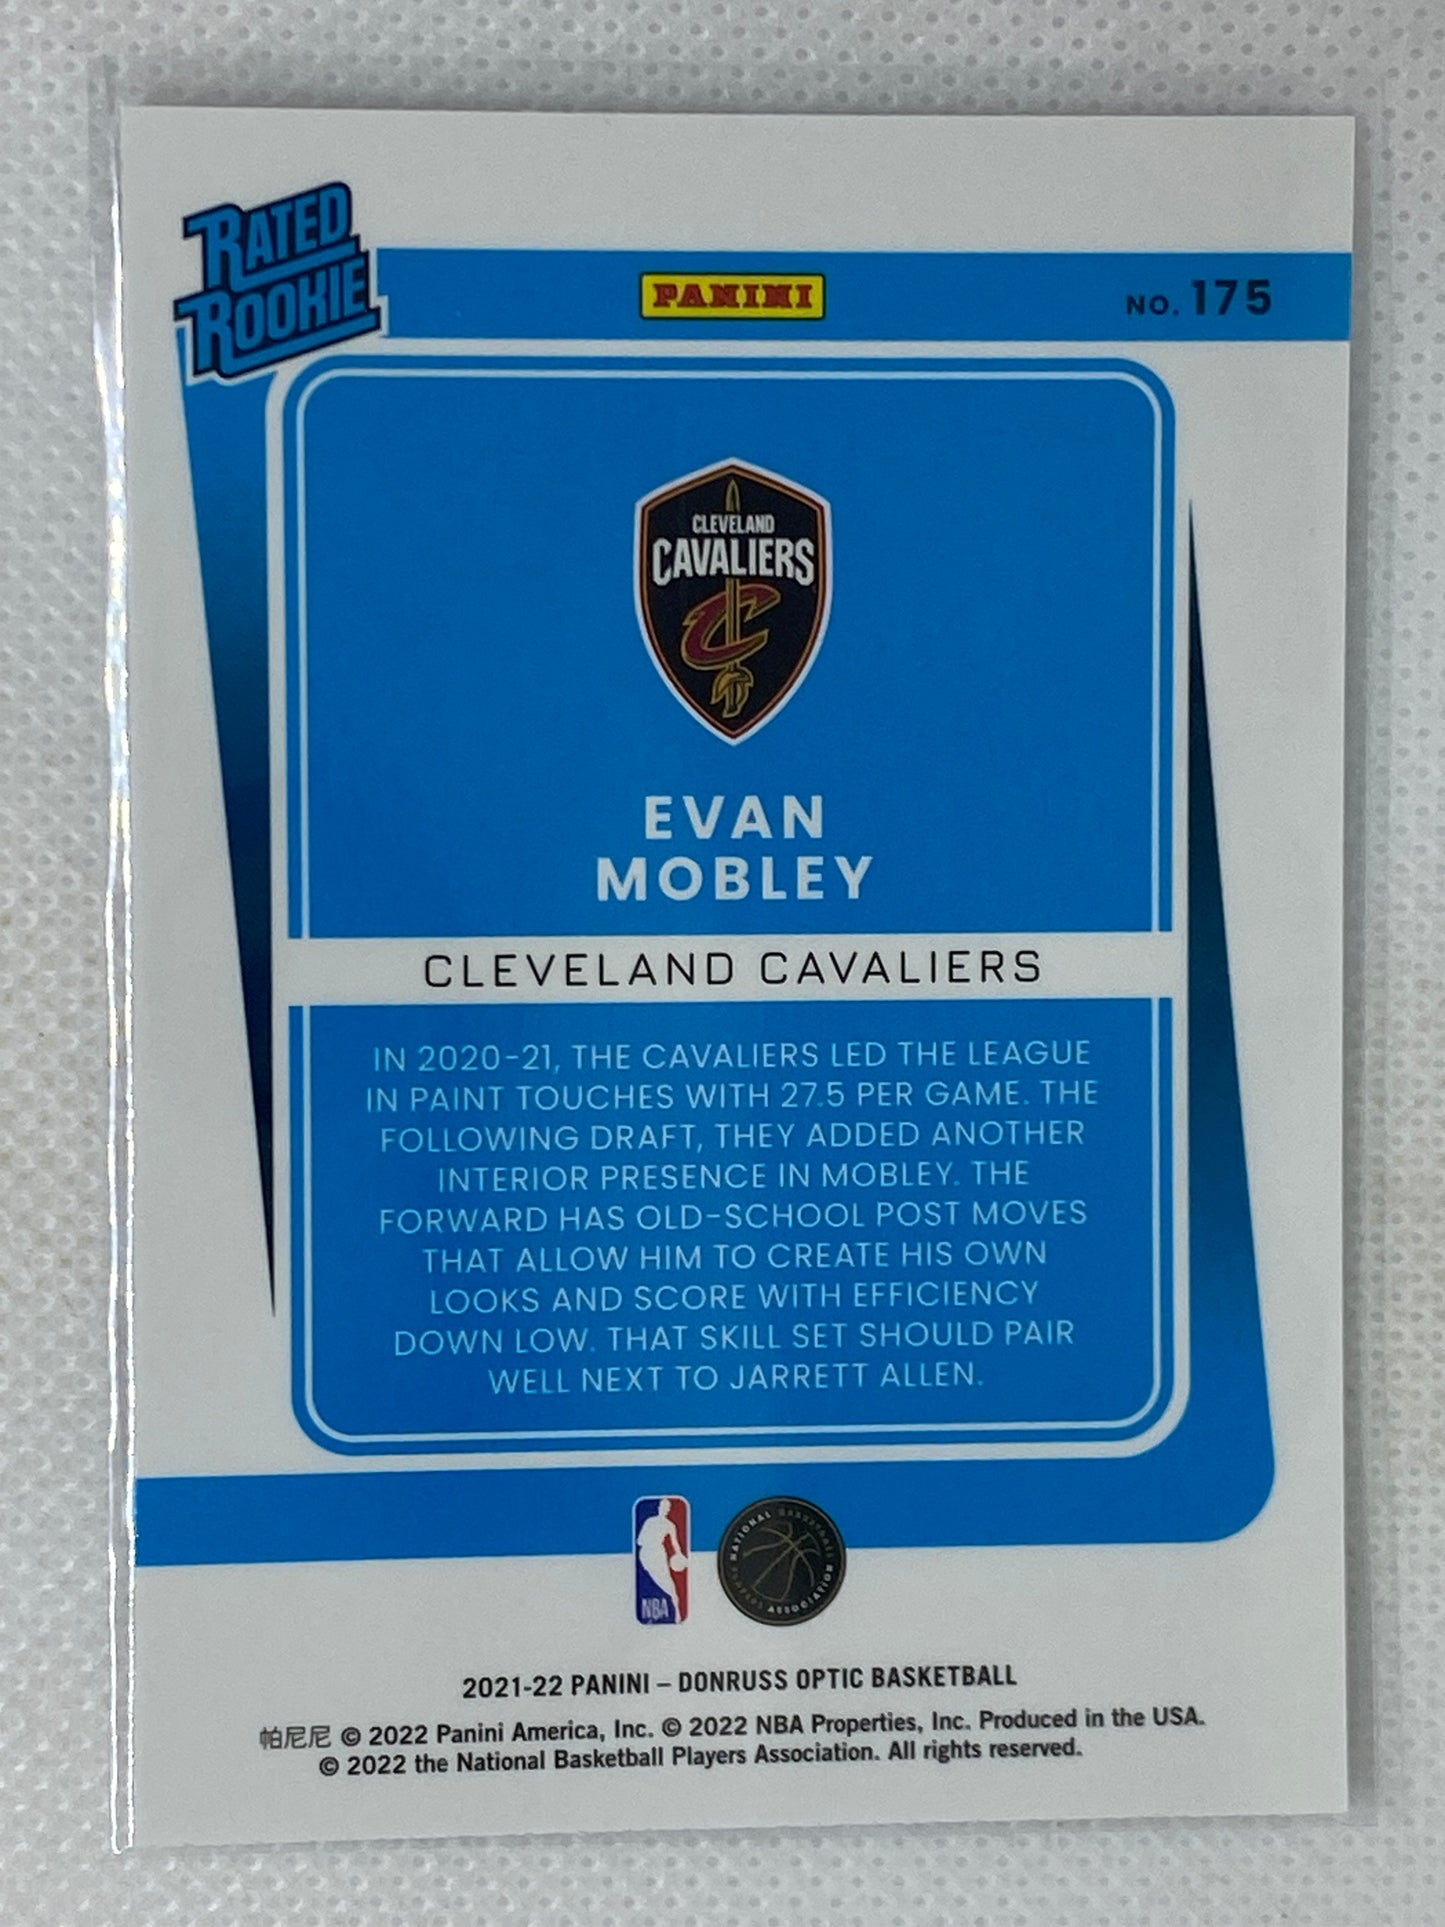 RATED
ROOKIE
PANINI
NO. 175
CLEVELAND
CAVALIERS
C
EVAN
MOBLEY
CLEVELAND CAVALIERS
IN 2020-21, THE CAVALIERS LED THE LEAGUE
IN PAINT TOUCHES WITH 27.5 PER GAME. THE
FOLLOWING DRAFT, THEY ADDED ANOTHER
INTERIOR PRESENCE IN MOBLEY. THE
FORWARD HAS OLD-SCHOOL POST MOVES
THAT ALLOW HIM TO CREATE HIS OWN
LOOKS AND SCORE WITH EFFICIENCY
DOWN LOW. THAT SKILL SET SHOULD PAIR
WELL NEXT TO JARRETT ALLEN.
NBA
NATIONAL BASKETBALL PLAYERS ASSOCIATION
2021-22 PANINI – DONRUSS OPTIC BASKETBALL
帕尼尼 © 2022 Panini America, Inc. © 2022 NBA Properties, Inc. Produced in the USA.
© 2022 the National Basketball Players Association. All rights reserved.